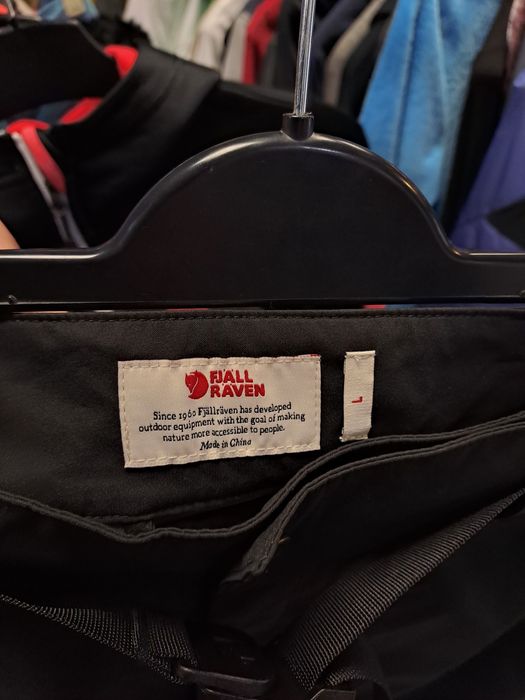 FJÄLL
RÄVEN
Since 1960 Fjällräven has developed
outdoor equipment with the goal of making
nature more accessible to people.
Made in China
L